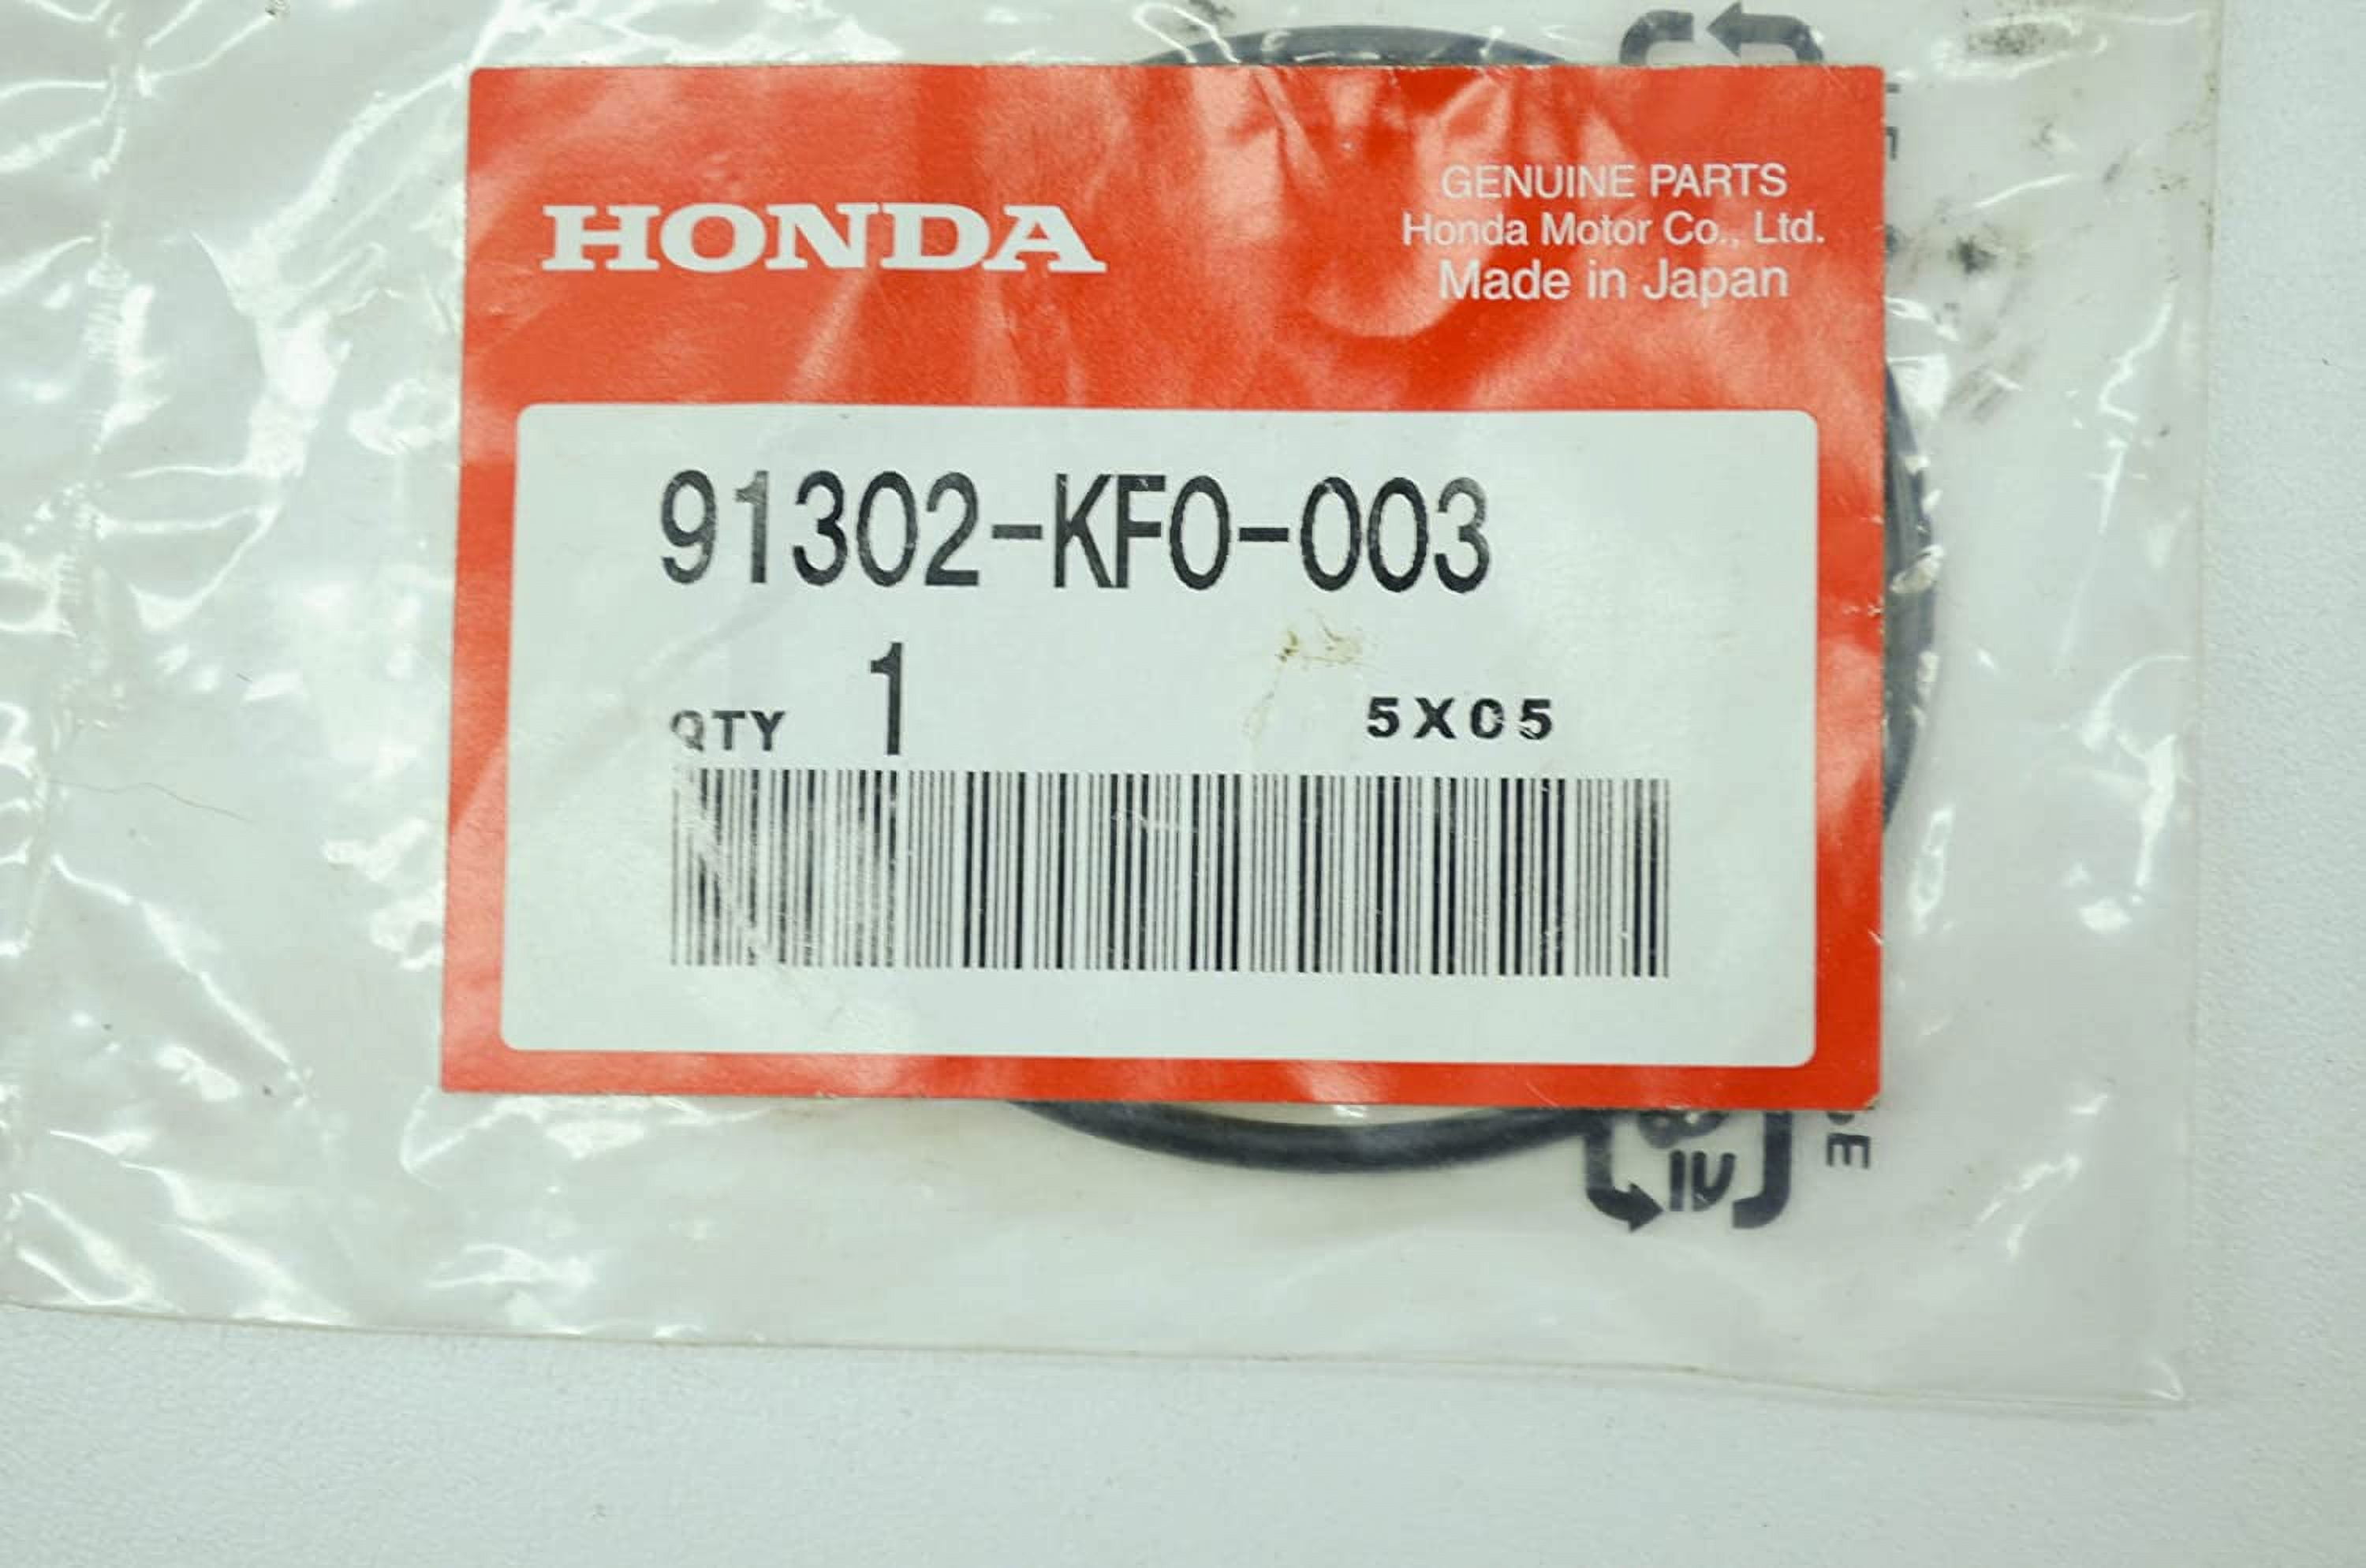 HONDA
GENUINE PARTS
Honda Motor Co., Ltd.
Made in Japan
91302-KF0-003
QTY 1 5X05